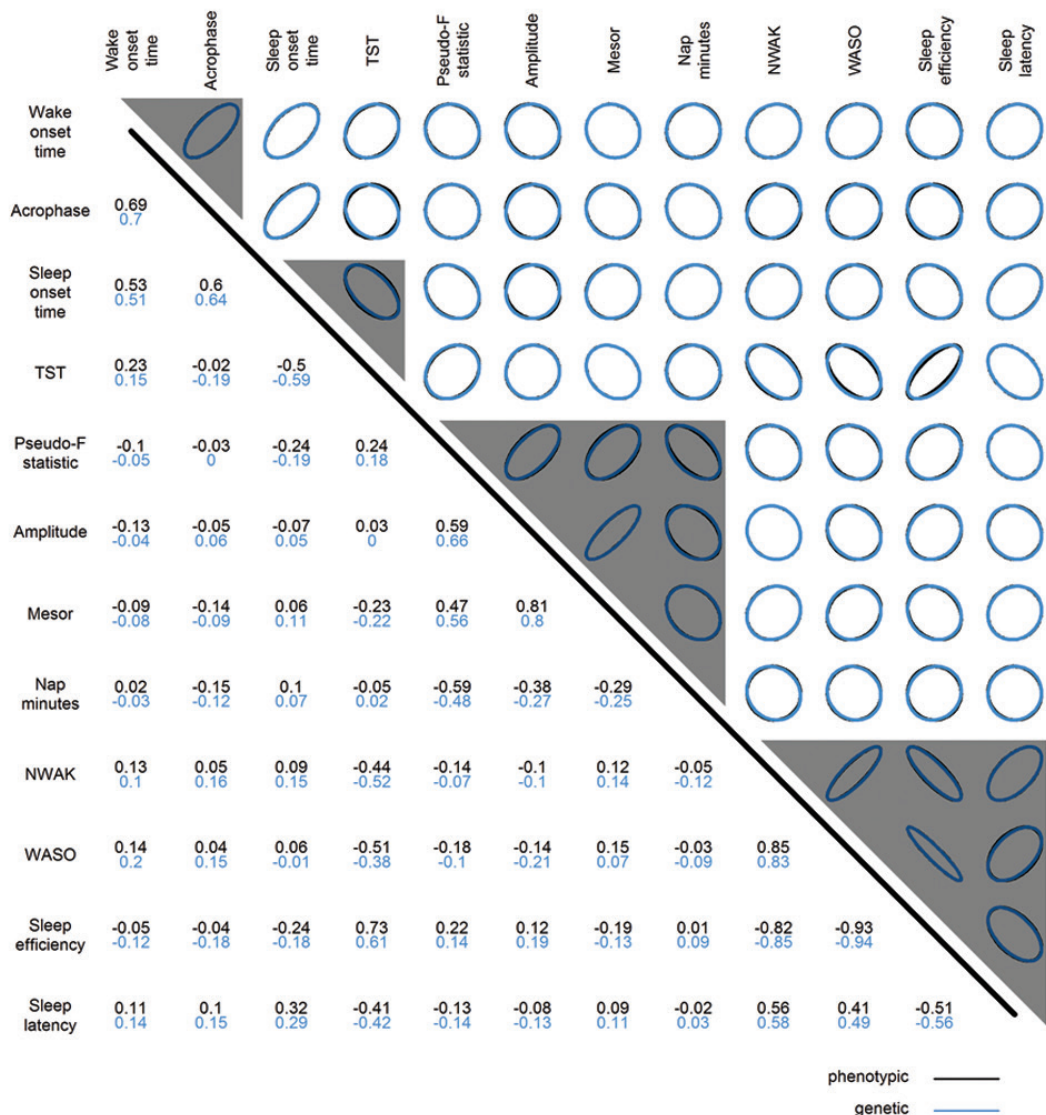 Wake
onset
time
Acrophase
Sleep
onset
time
TST
Pseudo-F
statistic
Amplitude
Mesor
Nap
minutes
NWAK
WASO
Sleep
efficiency
Sleep
latency
Wake
onset
time
Acrophase
0.69
0.7
Sleep
onset
time
0.53 0.6
0.51 0.64
TST
0.23 -0.02 -0.5
0.15 -0.19 -0.59
Pseudo-F
statistic
-0.1 -0.03 -0.24 0.24
-0.05 0 -0.19 0.18
Amplitude
-0.13 -0.05 -0.07 0.03 0.59
-0.04 0.06 0.05 0 0.66
Mesor
-0.09 -0.14 0.06 -0.23 0.47 0.81
-0.08 -0.09 0.11 -0.22 0.56 0.8
Nap
minutes
0.02 -0.15 0.1 -0.05 -0.59 -0.38 -0.29
-0.03 -0.12 0.07 0.02 -0.48 -0.27 -0.25
NWAK
0.13 0.05 0.09 -0.44 -0.14 -0.1 0.12 -0.05
0.1 0.16 0.15 -0.52 -0.07 -0.1 0.14 -0.12
WASO
0.14 0.04 0.06 -0.51 -0.18 -0.14 0.15 -0.03 0.85
0.2 0.15 -0.01 -0.38 -0.1 -0.21 0.07 -0.09 0.83
Sleep
efficiency
-0.05 -0.04 -0.24 0.73 0.22 0.12 -0.19 0.01 -0.82 -0.93
-0.12 -0.18 -0.18 0.61 0.14 0.19 -0.13 0.09 -0.85 -0.94
Sleep
latency
0.11 0.1 0.32 -0.41 -0.13 -0.08 0.09 -0.02 0.56 0.41 -0.51
0.14 0.15 0.29 -0.42 -0.14 -0.13 0.11 0.03 0.58 0.49 -0.56
phenotypic
genetic